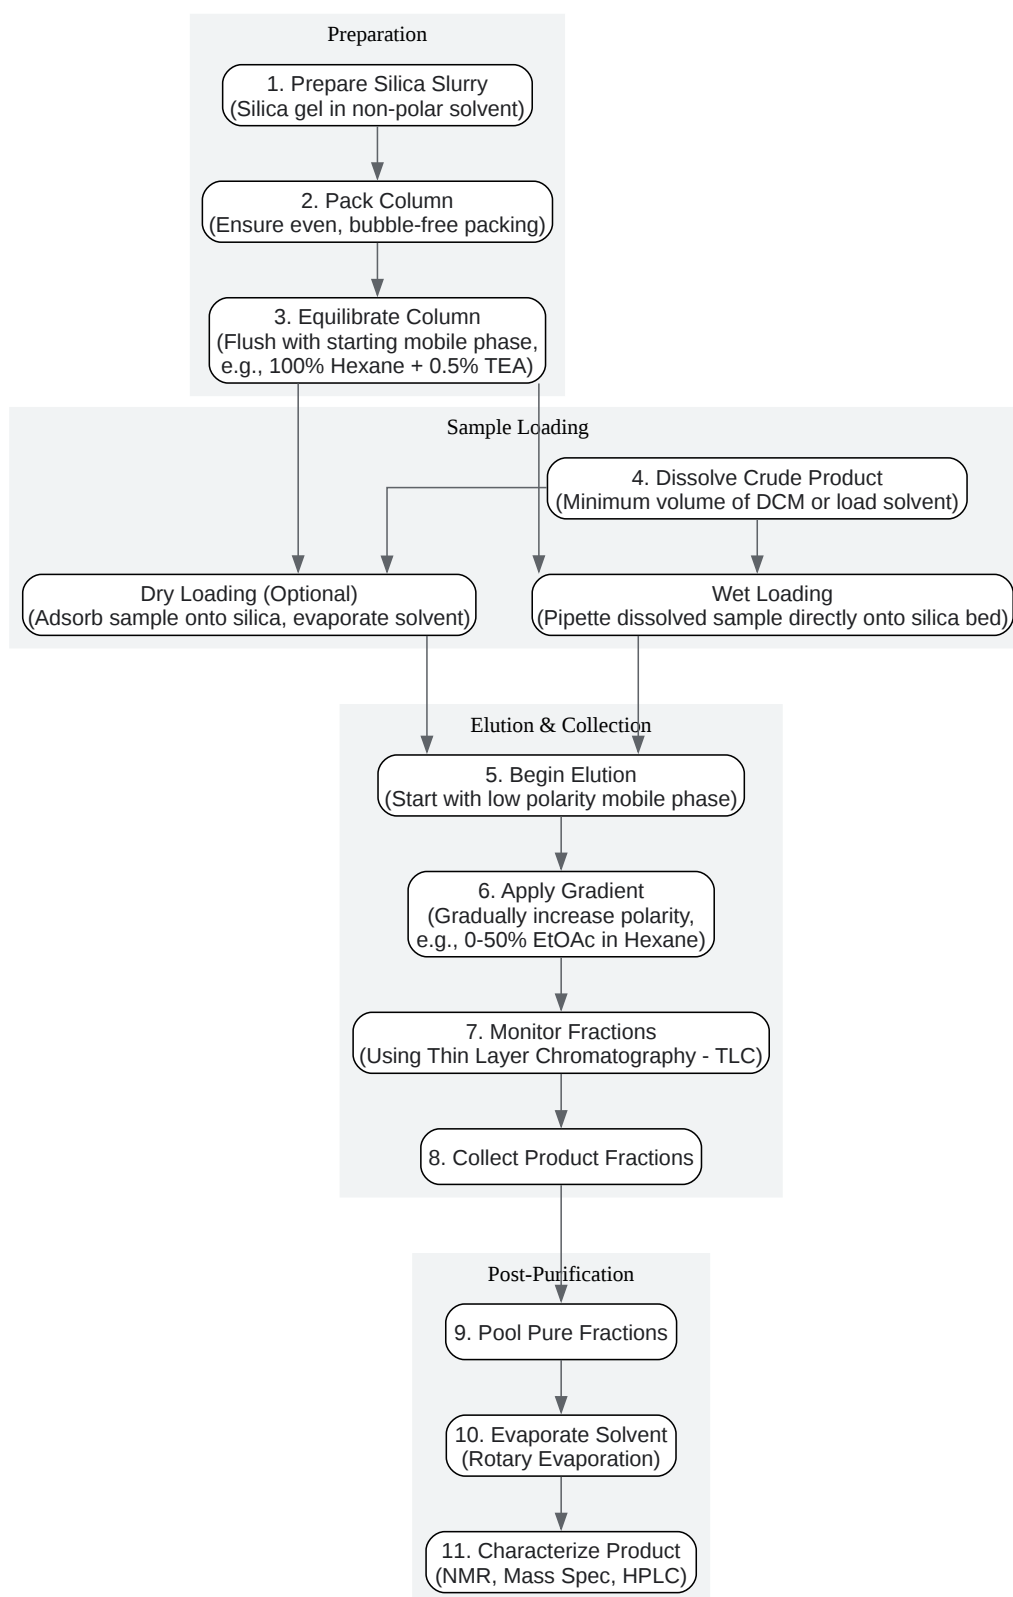 Preparation
1. Prepare Silica Slurry
(Silica gel in non-polar solvent)
2. Pack Column
(Ensure even, bubble-free packing)
3. Equilibrate Column
(Flush with starting mobile phase,
e.g., 100% Hexane + 0.5% TEA)
Sample Loading
4. Dissolve Crude Product
(Minimum volume of DCM or load solvent)
Dry Loading (Optional)
(Adsorb sample onto silica, evaporate solvent)
Wet Loading
(Pipette dissolved sample directly onto silica bed)
Elution & Collection
5. Begin Elution
(Start with low polarity mobile phase)
6. Apply Gradient
(Gradually increase polarity,
e.g., 0-50% EtOAc in Hexane)
7. Monitor Fractions
(Using Thin Layer Chromatography - TLC)
8. Collect Product Fractions
Post-Purification
9. Pool Pure Fractions
10. Evaporate Solvent
(Rotary Evaporation)
11. Characterize Product
(NMR, Mass Spec, HPLC)